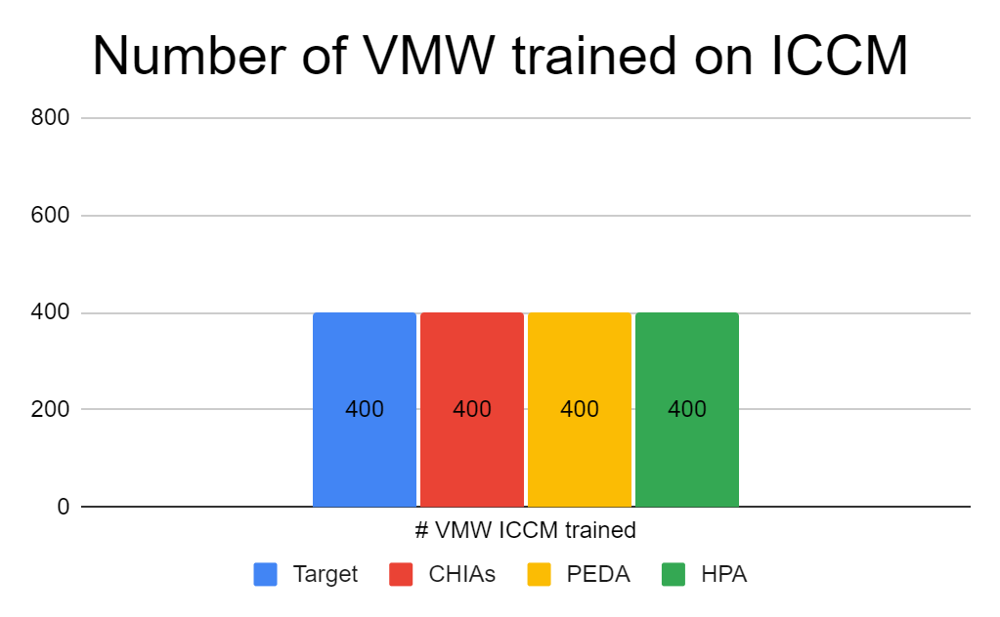 Number of VMW trained on ICCM
800
600
400
200
0
400 400 400 400
# VMW ICCM trained
Target CHIAs PEDA HPA